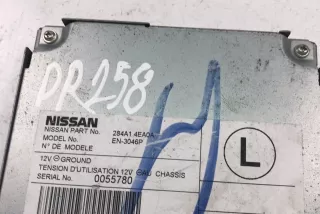 DR258
NISSAN
NISSAN PART No. 284A1 4EA0A
MODEL No. EN-3046P
N° DE MODELE
12V ⊖ GROUND
TENSION D'UTILISATION 12V ⊖ AU CHASSIS
SERIAL No. 0055780
L